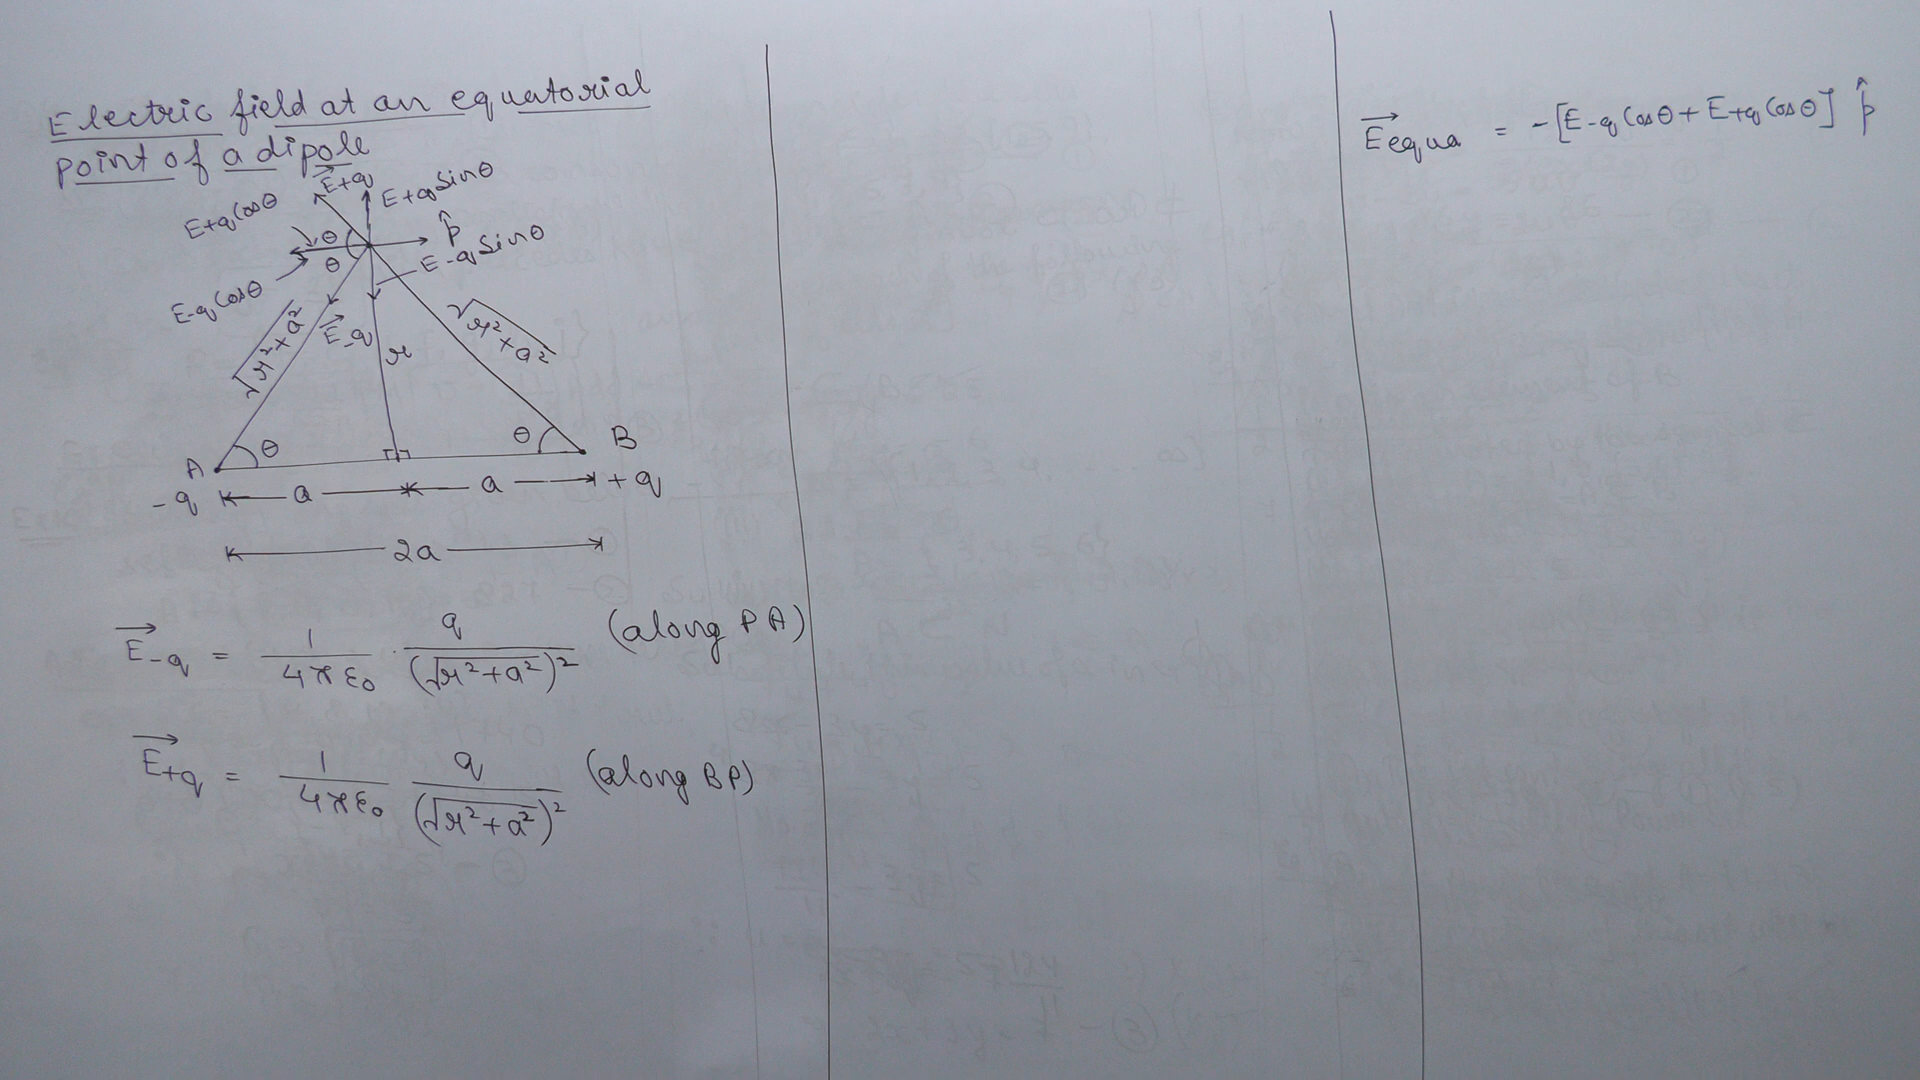 Electric field at an equatorial
point of a dipole
E⃗+q
E+q sinθ
E+q cosθ
θ
p̂
θ
E-q sinθ
E-q cosθ
√r²+a²
E⃗-q
r
√r²+a²
A
θ
θ
B
-q
a
a
+q
2a
E⃗-q = 1/4πε₀ · q/(√r²+a²)² (along PA)
E⃗+q = 1/4πε₀ q/(√r²+a²)² (along BP)
E⃗equa = -[E-q cosθ + E+q cosθ] p̂